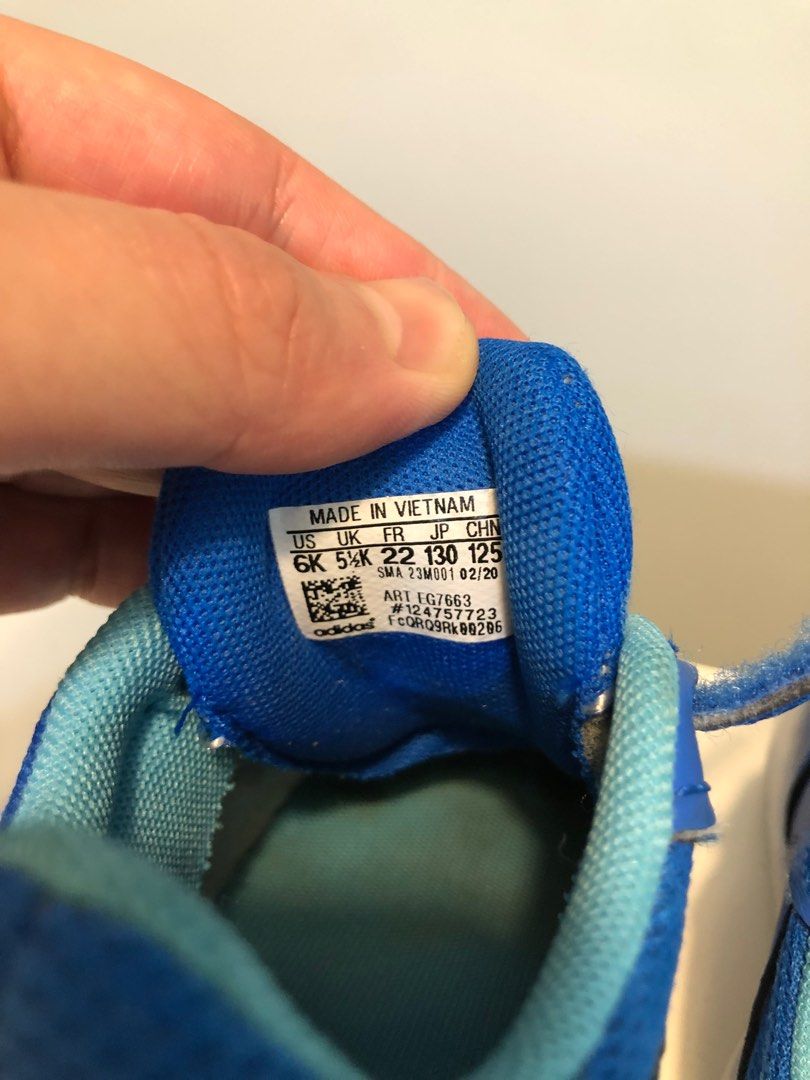 MADE IN VIETNAM
US UK FR JP CHN
6K 5½K 22 130 125
SMA 23M001 02/20
ART EG7663
#124757723
adidas FcQRQ9Rk00206